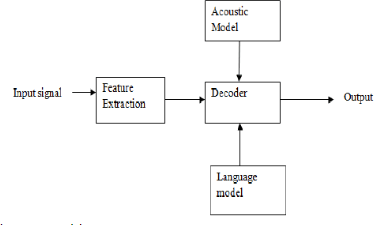 Acoustic
Model
Input signal
Feature
Extraction
Decoder
Output
Language
model